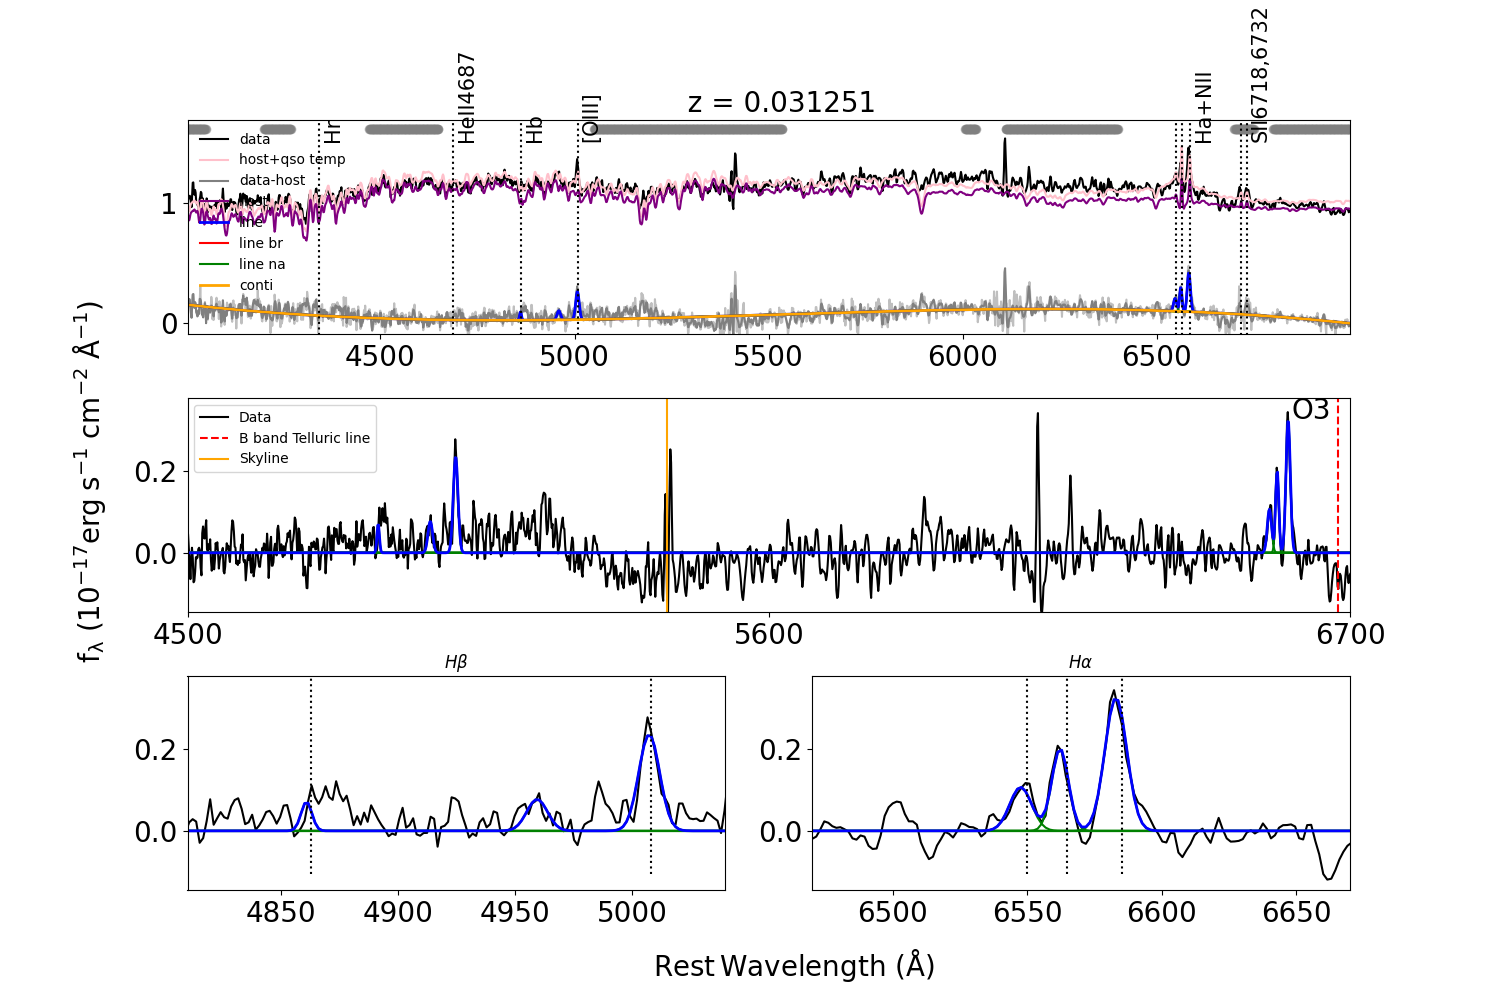 z = 0.031251
Hr
HeII4687
Hb
[OIII]
Ha+NII
SII6718,6732
data
host+qso temp
data-host
line
line br
line na
conti
1
0
4500 5000 5500 6000 6500
Data
B band Telluric line
Skyline
O3
0.2
0.0
4500 5600 6700
fλ (10⁻¹⁷erg s⁻¹ cm⁻² Å⁻¹)
Hβ
0.2
0.0
4850 4900 4950 5000
Hα
0.2
0.0
6500 6550 6600 6650
Rest Wavelength (Å)